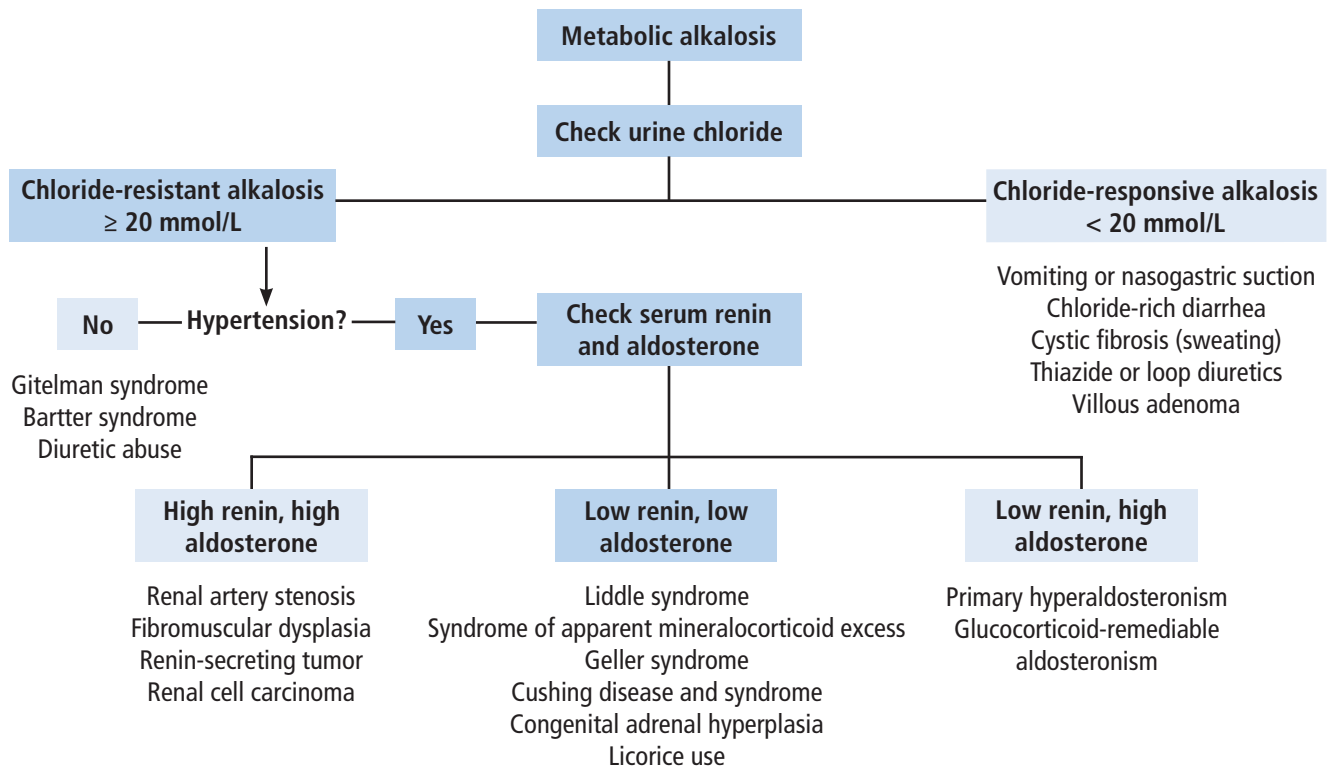 Metabolic alkalosis
Check urine chloride
Chloride-resistant alkalosis
≥ 20 mmol/L
Chloride-responsive alkalosis
< 20 mmol/L
Vomiting or nasogastric suction
Chloride-rich diarrhea
Cystic fibrosis (sweating)
Thiazide or loop diuretics
Villous adenoma
No
Hypertension?
Yes
Check serum renin
and aldosterone
Gitelman syndrome
Bartter syndrome
Diuretic abuse
High renin, high
aldosterone
Renal artery stenosis
Fibromuscular dysplasia
Renin-secreting tumor
Renal cell carcinoma
Low renin, low
aldosterone
Liddle syndrome
Syndrome of apparent mineralocorticoid excess
Geller syndrome
Cushing disease and syndrome
Congenital adrenal hyperplasia
Licorice use
Low renin, high
aldosterone
Primary hyperaldosteronism
Glucocorticoid-remediable
aldosteronism